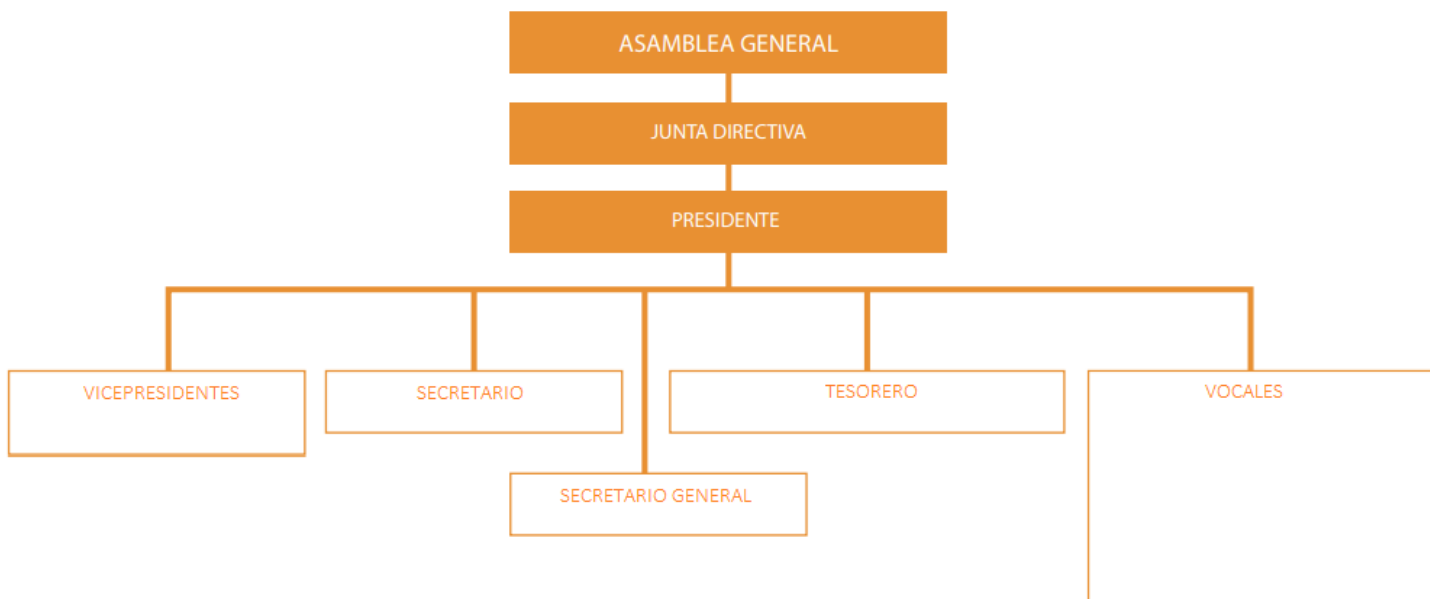 ASAMBLEA GENERAL
JUNTA DIRECTIVA
PRESIDENTE
VICEPRESIDENTES
SECRETARIO
TESORERO
VOCALES
SECRETARIO GENERAL